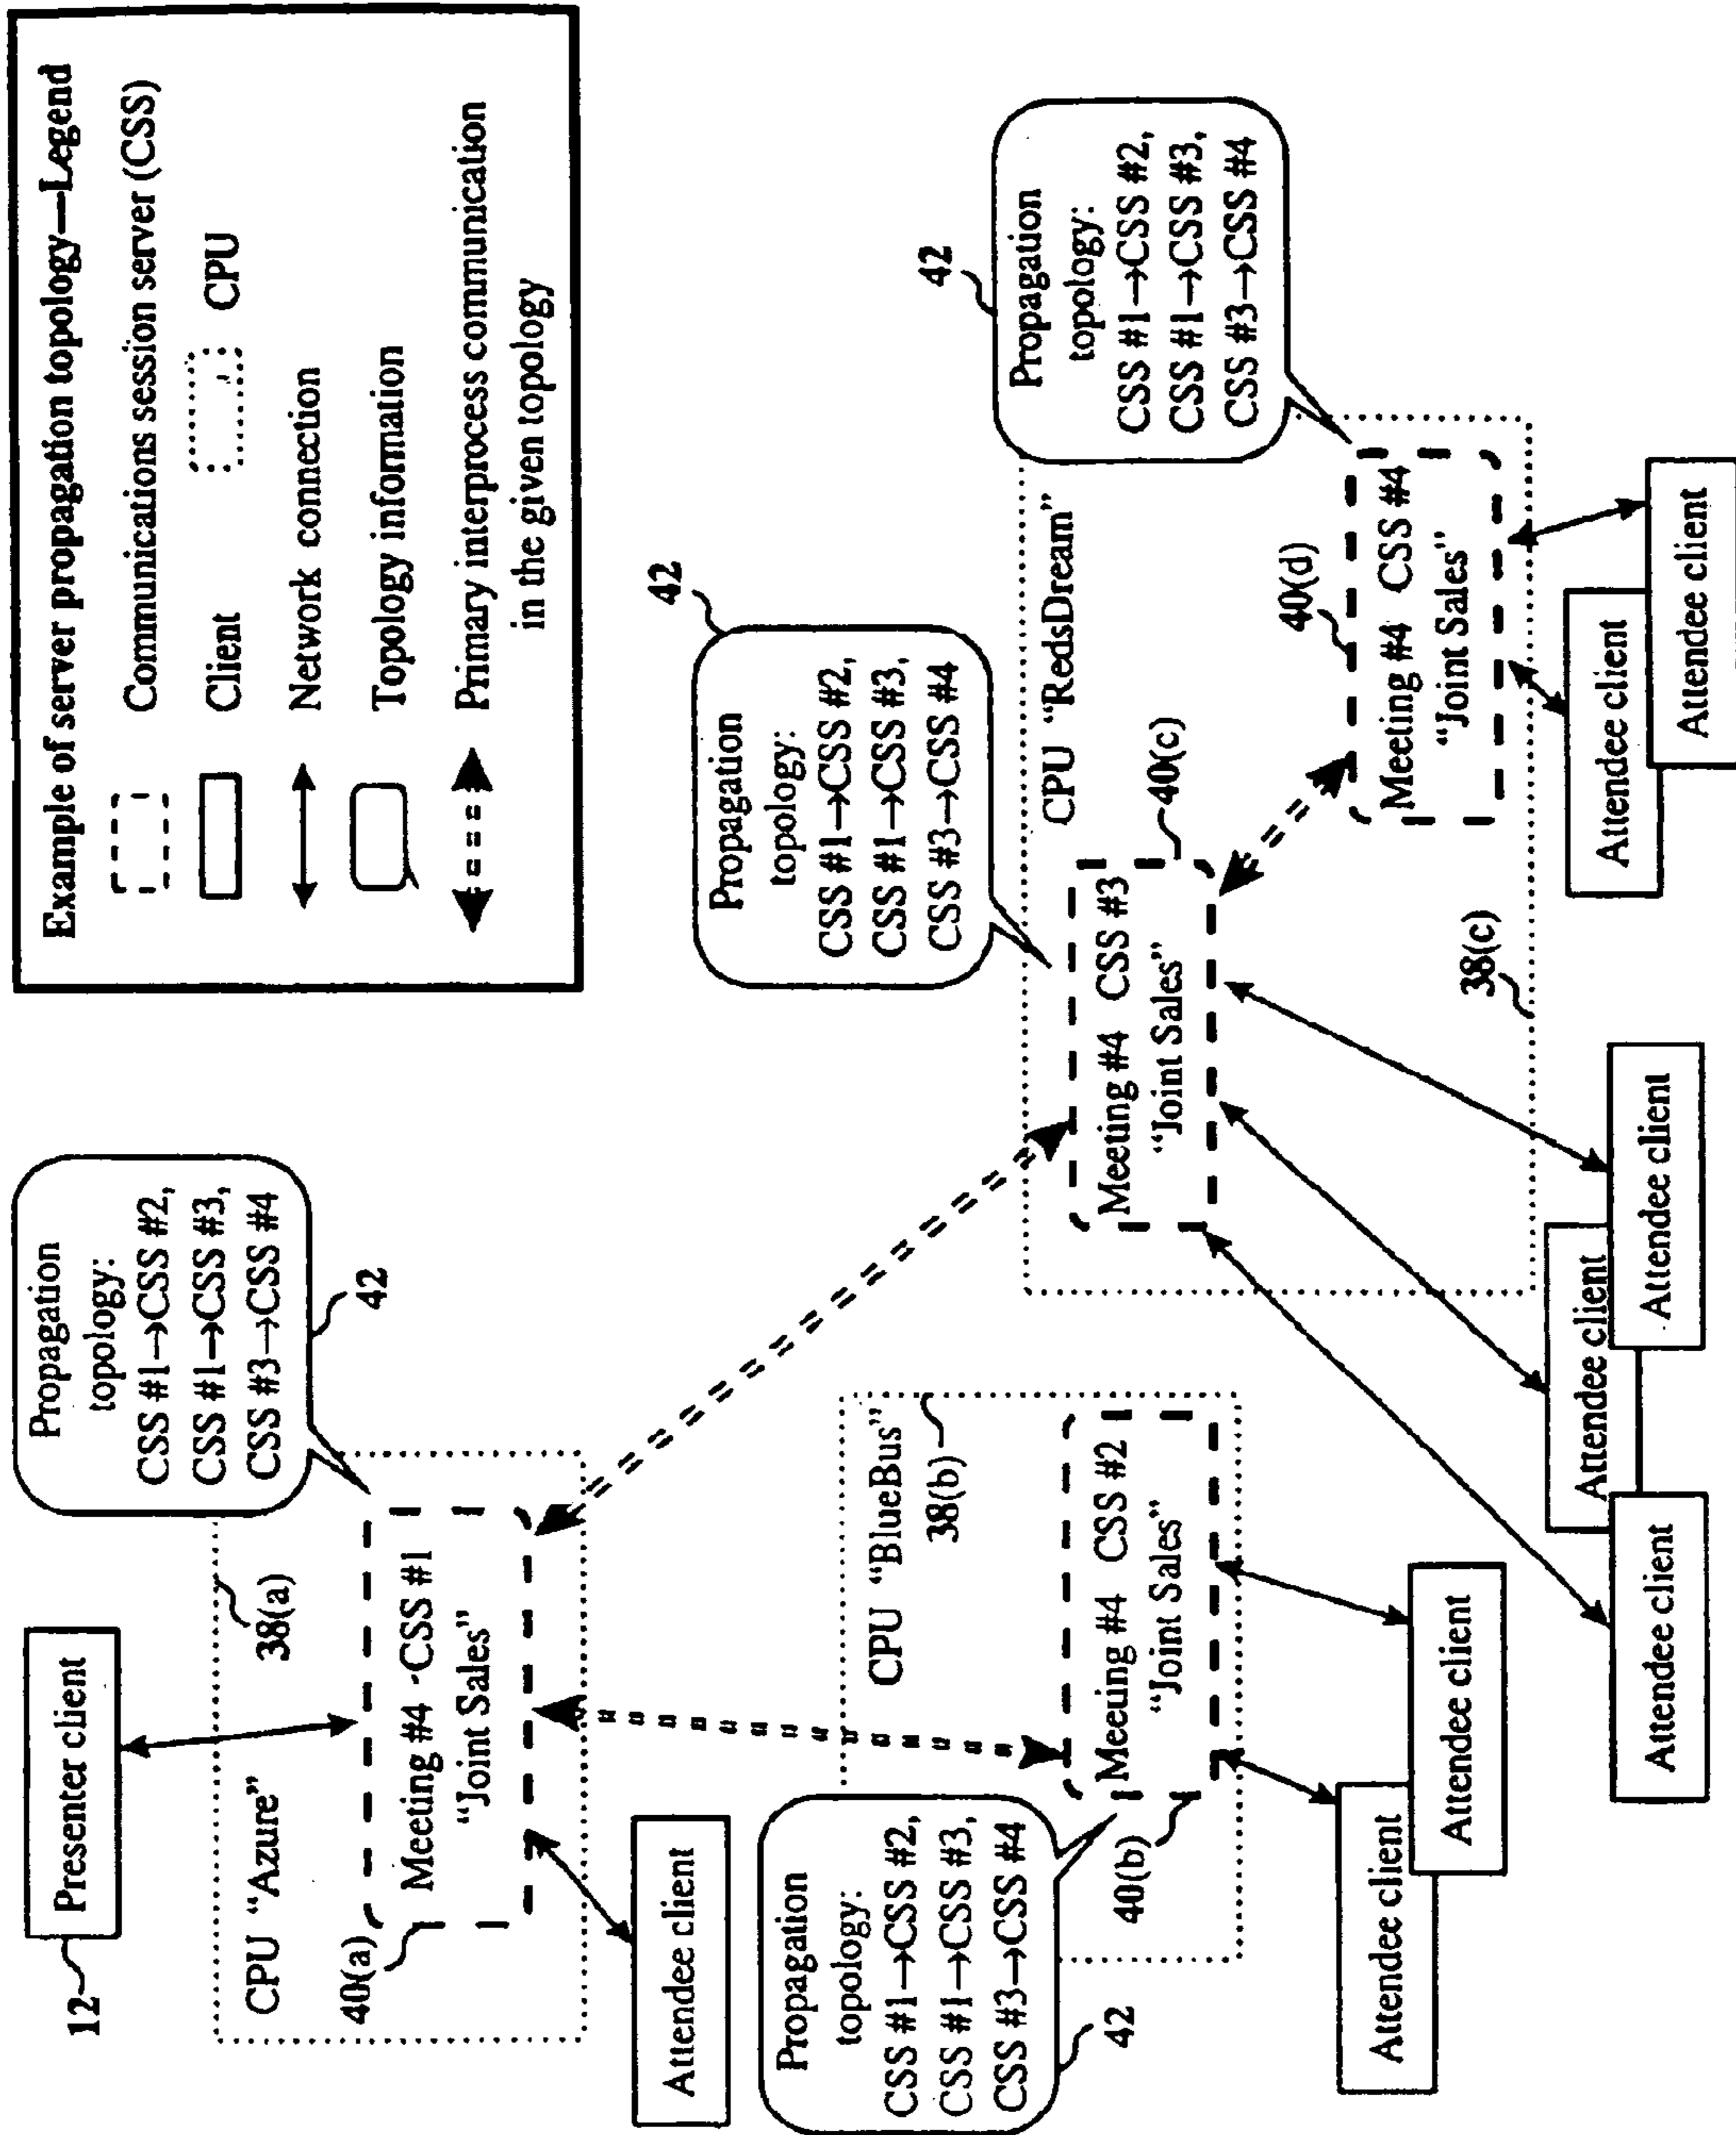 Example of server propagation topology—Legend
Communications session server (CSS)
Client
CPU
Network connection
Topology information
Primary interprocess communication
in the given topology
12
Presenter client
38(a)
Propagation
topology:
CSS #1→CSS #2,
CSS #1→CSS #3,
CSS #3→CSS #4
42
CPU "Azure"
40(a)
Meeting #4 -CSS #1
"Joint Sales"
Attendee client
Propagation
topology:
CSS #1→CSS #2,
CSS #1→CSS #3,
CSS #3→CSS #4
42
CPU "BlueBus"
38(b)
40(b)
Meeting #4 CSS #2
"Joint Sales"
Attendee client
Attendee client
Propagation
topology:
CSS #1→CSS #2,
CSS #1→CSS #3,
CSS #3→CSS #4
42
CPU "RedsDream"
40(c)
Meeting #4 CSS #3
"Joint Sales"
38(c)
Attendee client
Attendee client
Attendee client
Propagation
topology:
CSS #1→CSS #2,
CSS #1→CSS #3,
CSS #3→CSS #4
42
40(d)
Meeting #4 CSS #4
"Joint Sales"
Attendee client
Attendee client